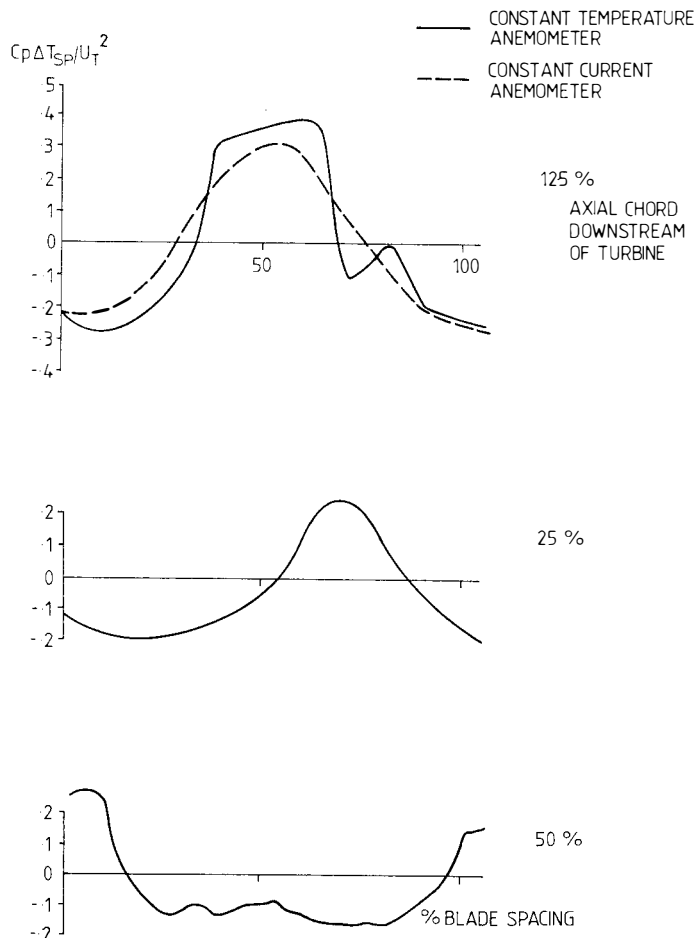 CONSTANT TEMPERATURE
ANEMOMETER
CONSTANT CURRENT
ANEMOMETER
CpΔT_SP/U_T²
5
·4
·3
·2
·1
0
-·1
-·2
-·3
-·4
50
100
125 %
AXIAL CHORD
DOWNSTREAM
OF TURBINE
·2
·1
0
-·1
-·2
25 %
·2
·1
0
-·1
-·2
50 %
% BLADE SPACING